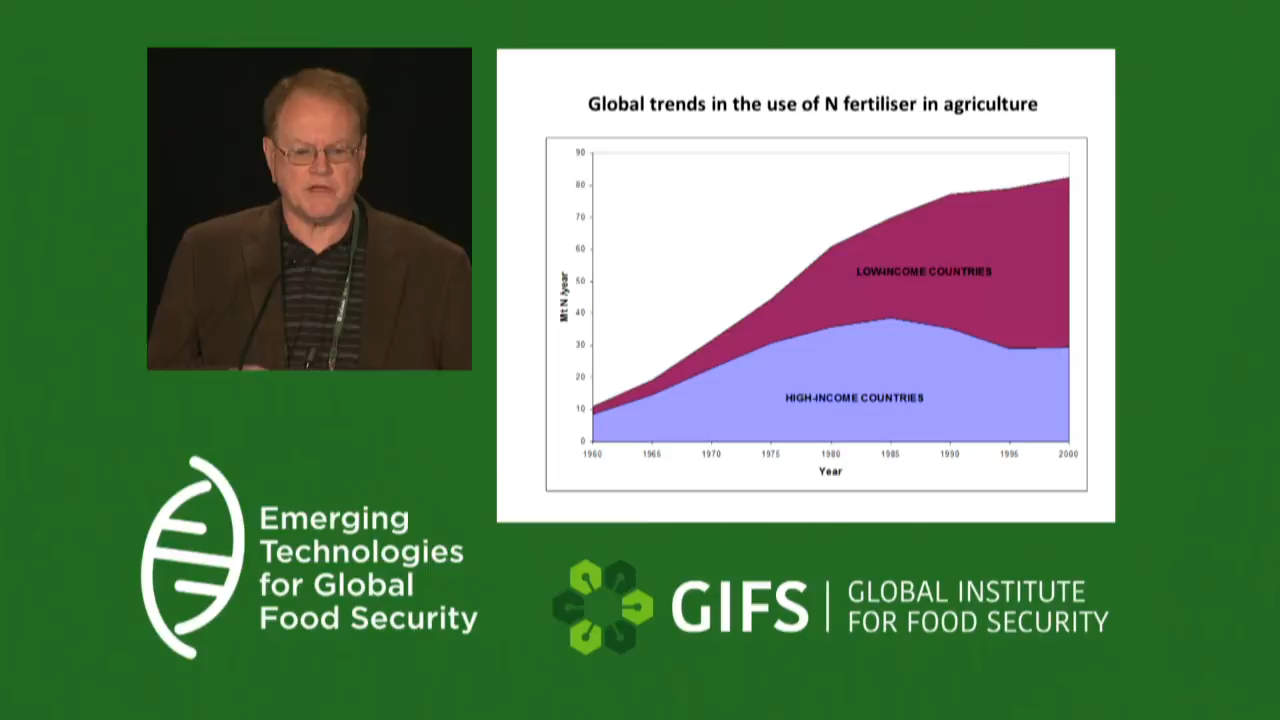 Global trends in the use of N fertiliser in agriculture
90
80
70
60
50
40
30
20
10
0
Mt N /year
LOW-INCOME COUNTRIES
HIGH-INCOME COUNTRIES
1960 1965 1970 1975 1980 1985 1990 1995 2000
Year
Emerging
Technologies
for Global
Food Security
GIFS
GLOBAL INSTITUTE
FOR FOOD SECURITY